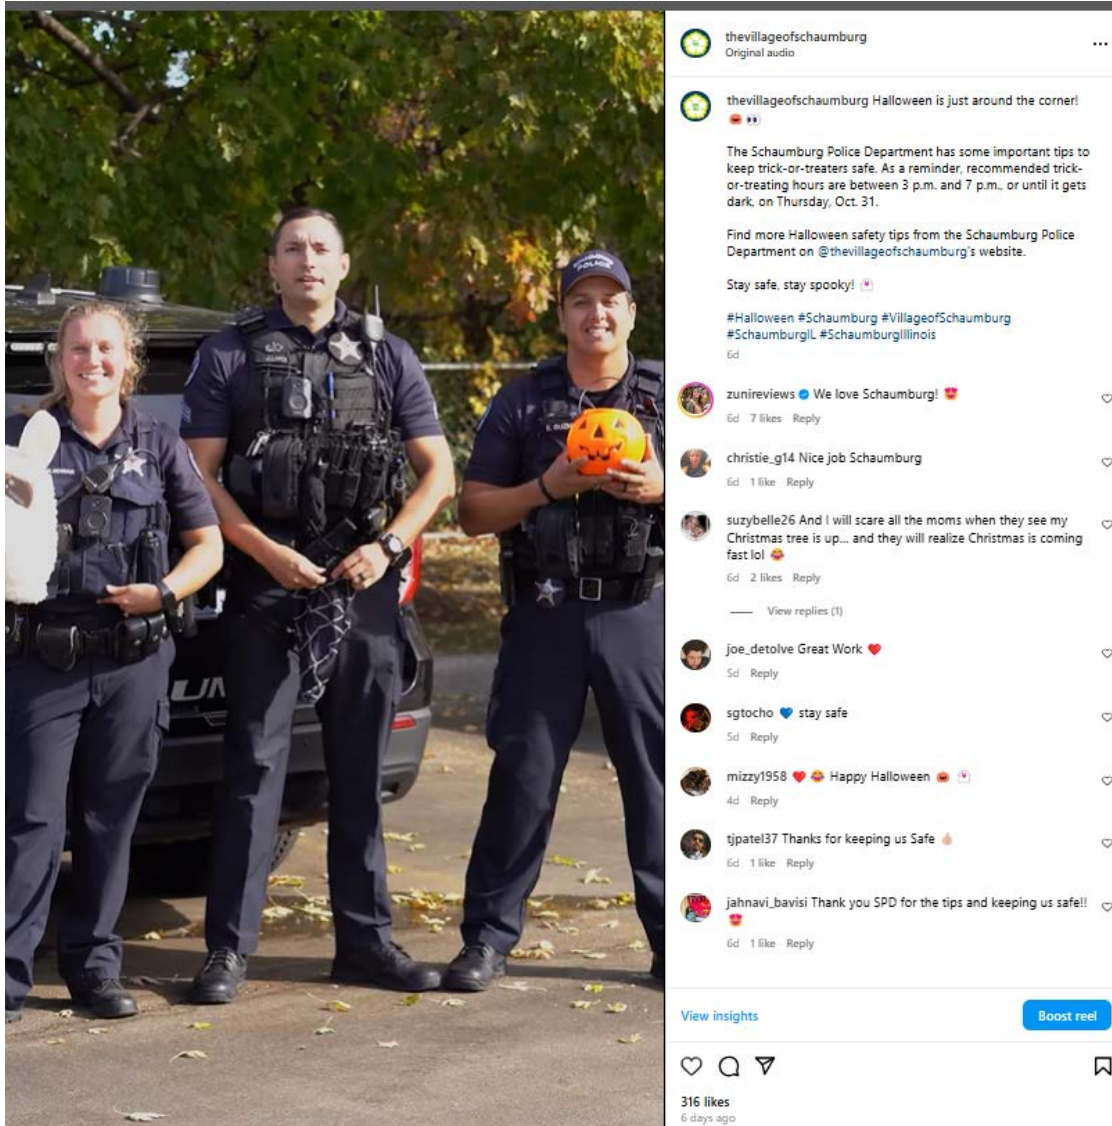 thevillageofschaumburg
Original audio
thevillageofschaumburg Halloween is just around the corner!
🎃 👀
The Schaumburg Police Department has some important tips to
keep trick-or-treaters safe. As a reminder, recommended trick-
or-treating hours are between 3 p.m. and 7 p.m., or until it gets
dark, on Thursday, Oct. 31.
Find more Halloween safety tips from the Schaumburg Police
Department on @thevillageofschaumburg's website.
Stay safe, stay spooky! 👻
#Halloween #Schaumburg #VillageofSchaumburg
#SchaumburgIL #SchaumburgIllinois
6d
zunireviews We love Schaumburg! 😍
6d 7 likes Reply
christie_g14 Nice job Schaumburg
6d 1 like Reply
suzybelle26 And I will scare all the moms when they see my
Christmas tree is up... and they will realize Christmas is coming
fast lol 😂
6d 2 likes Reply
View replies (1)
joe_detolve Great Work ❤️
5d Reply
sgtocho 💙 stay safe
5d Reply
mizzy1958 ❤️ 😂 Happy Halloween 🎃 👻
4d Reply
tjpatel37 Thanks for keeping us Safe 👍🏻
6d 1 like Reply
jahnavi_bavisi Thank you SPD for the tips and keeping us safe!!
😍
6d 1 like Reply
View insights
Boost reel
316 likes
6 days ago
POLICE
UN